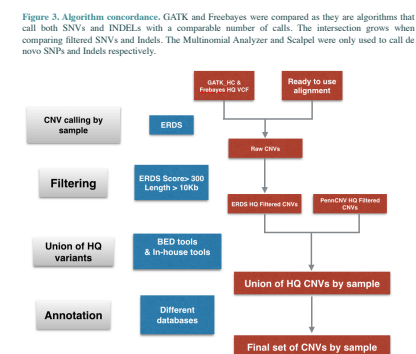 Figure 3. Algorithm concordance. GATK and Freebayes were compared as they are algorithms that
call both SNVs and INDELs with a comparable number of calls. The intersection grows when
comparing filtered SNVs and Indels. The Multinomial Analyzer and Scalpel were only used to call de
novo SNPs and Indels respectively.
GATK_HC &
Frebayes HQ VCF
Ready to use
alignment
CNV calling by
sample
ERDS
Raw CNVs
Filtering
ERDS Score> 300
Length > 10Kb
ERDS HQ Filtered CNVs
PennCNV HQ Filtered
CNVs
Union of HQ
variants
BED tools
& In-house tools
Union of HQ CNVs by sample
Annotation
Different
databases
Final set of CNVs by sample